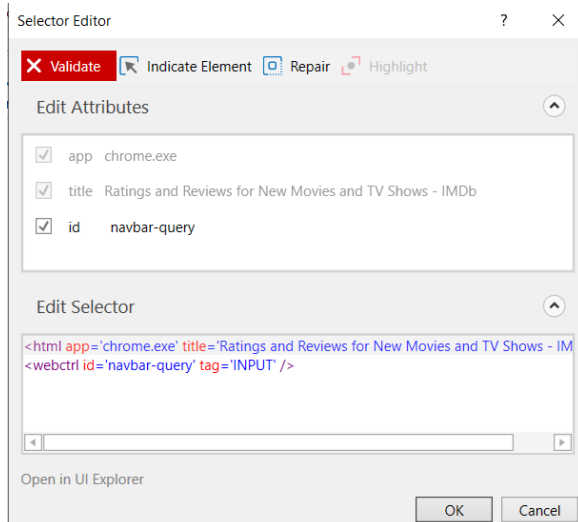 Selector Editor
Validate Indicate Element Repair Highlight
Edit Attributes
app chrome.exe
title Ratings and Reviews for New Movies and TV Shows - IMDb
id navbar-query
Edit Selector
<html app='chrome.exe' title='Ratings and Reviews for New Movies and TV Shows - IM
<webctrl id='navbar-query' tag='INPUT' />
Open in UI Explorer
OK Cancel